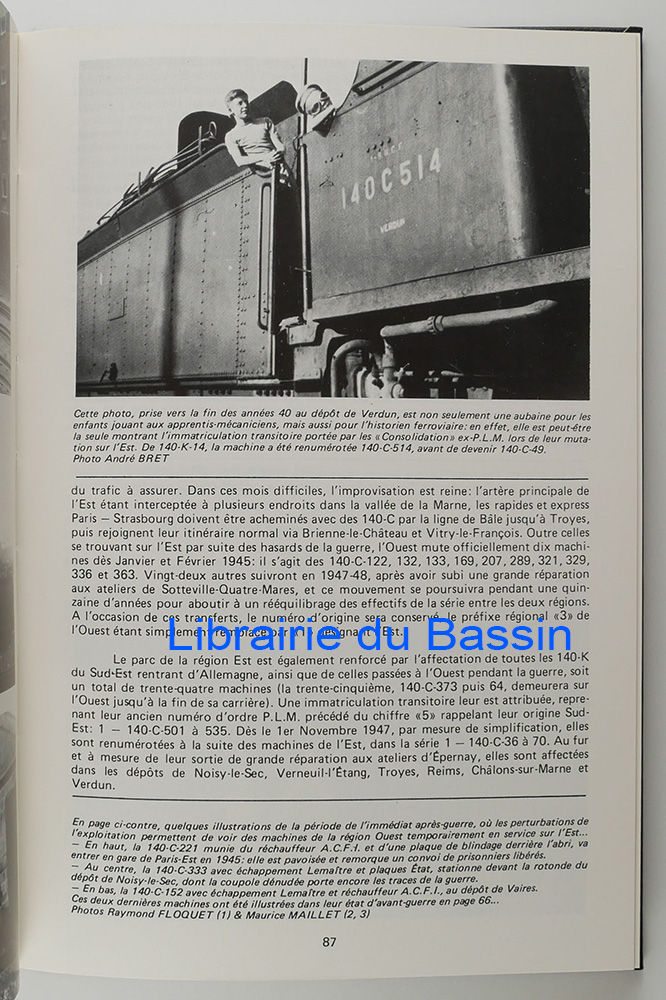 140C514
VERDUN
Cette photo, prise vers la fin des années 40 au dépôt de Verdun, est non seulement une aubaine pour les
enfants jouant aux apprentis-mécaniciens, mais aussi pour l'historien ferroviaire: en effet, elle est peut-être
la seule montrant l'immatriculation transitoire portée par les «Consolidation» ex-P.L.M. lors de leur muta-
tion sur l'Est. De 140-K-14, la machine a été renumérotée 140-C-514, avant de devenir 140-C-49.
Photo André BRET
du trafic à assurer. Dans ces mois difficiles, l'improvisation est reine: l'artère principale de
l'Est étant interceptée à plusieurs endroits dans la vallée de la Marne, les rapides et express
Paris – Strasbourg doivent être acheminés avec des 140-C par la ligne de Bâle jusqu'à Troyes,
puis rejoignent leur itinéraire normal via Brienne-le-Château et Vitry-le-François. Outre celles
se trouvant sur l'Est par suite des hasards de la guerre, l'Ouest mute officiellement dix machi-
nes dès Janvier et Février 1945: il s'agit des 140-C-122, 132, 133, 169, 207, 289, 321, 329,
336 et 363. Vingt-deux autres suivront en 1947-48, après avoir subi une grande réparation
aux ateliers de Sotteville-Quatre-Mares, et ce mouvement se poursuivra pendant une quin-
zaine d'années pour aboutir à un rééquilibrage des effectifs de la série entre les deux régions.
A l'occasion de ces transferts, le numéro d'origine sera conservé, le préfixe régional «3» de
l'Ouest étant simplement remplacé par «1» désignant l'Est.
Librairie du Bassin
Le parc de la région Est est également renforcé par l'affectation de toutes les 140-K
du Sud-Est rentrant d'Allemagne, ainsi que de celles passées à l'Ouest pendant la guerre, soit
un total de trente-quatre machines (la trente-cinquième, 140-C-373 puis 64, demeurera sur
l'Ouest jusqu'à la fin de sa carrière). Une immatriculation transitoire leur est attribuée, repre-
nant leur ancien numéro d'ordre P.L.M. précédé du chiffre «5» rappelant leur origine Sud-
Est: 1 — 140-C-501 à 535. Dès le 1er Novembre 1947, par mesure de simplification, elles
sont renumérotées à la suite des machines de l'Est, dans la série 1 — 140-C-36 à 70. Au fur
et à mesure de leur sortie de grande réparation aux ateliers d'Épernay, elles sont affectées
dans les dépôts de Noisy-le-Sec, Verneuil-l'Étang, Troyes, Reims, Châlons-sur-Marne et
Verdun.
En page ci-contre, quelques illustrations de la période de l'immédiat après-guerre, où les perturbations de
l'exploitation permettent de voir des machines de la région Ouest temporairement en service sur l'Est...
— En haut, la 140-C-221 munie du réchauffeur A.C.F.I. et d'une plaque de blindage derrière l'abri, va
entrer en gare de Paris-Est en 1945: elle est pavoisée et remorque un convoi de prisonniers libérés.
— Au centre, la 140-C-333 avec échappement Lemaître et plaques État, stationne devant la rotonde du
dépôt de Noisy-le-Sec, dont la coupole dénudée porte encore les traces de la guerre.
— En bas, la 140-C-152 avec échappement Lemaître et réchauffeur A.C.F.I., au dépôt de Vaires.
Ces deux dernières machines ont été illustrées dans leur état d'avant-guerre en page 66...
Photos Raymond FLOQUET (1) & Maurice MAILLET (2, 3)
87